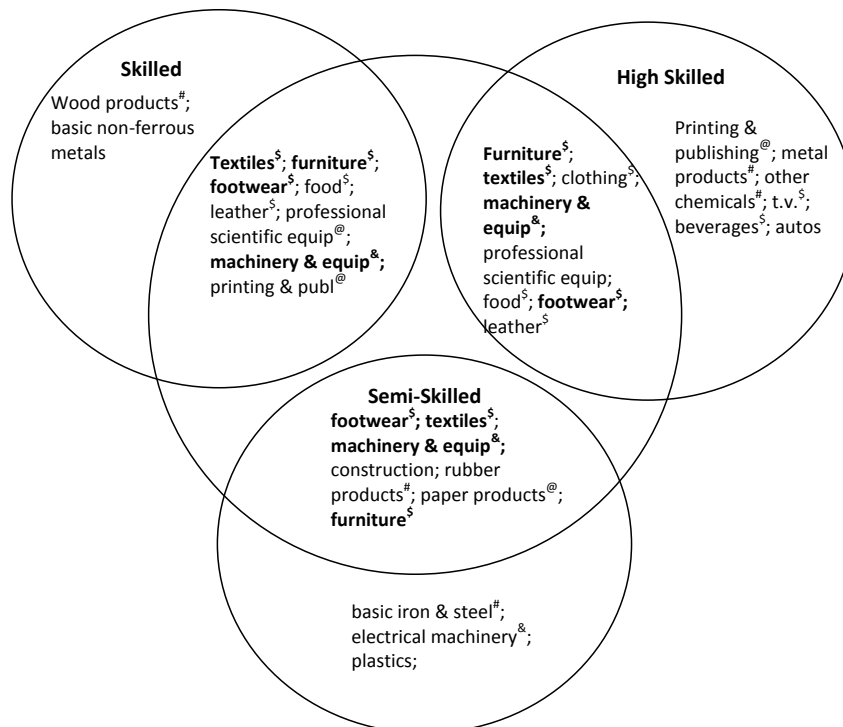 Skilled
Wood products#;
basic non-ferrous
metals
Textiles$; furniture$;
footwear$; food$;
leather$; professional
scientific equip@;
machinery & equip&;
printing & publ@
High Skilled
Furniture$;
textiles$; clothing$;
machinery &
equip&;
professional
scientific equip;
food$; footwear$;
leather$
Printing &
publishing@; metal
products#; other
chemicals#; t.v.$;
beverages$; autos
Semi-Skilled
footwear$; textiles$;
machinery & equip&;
construction; rubber
products#; paper products@;
furniture$
basic iron & steel#;
electrical machinery&;
plastics;